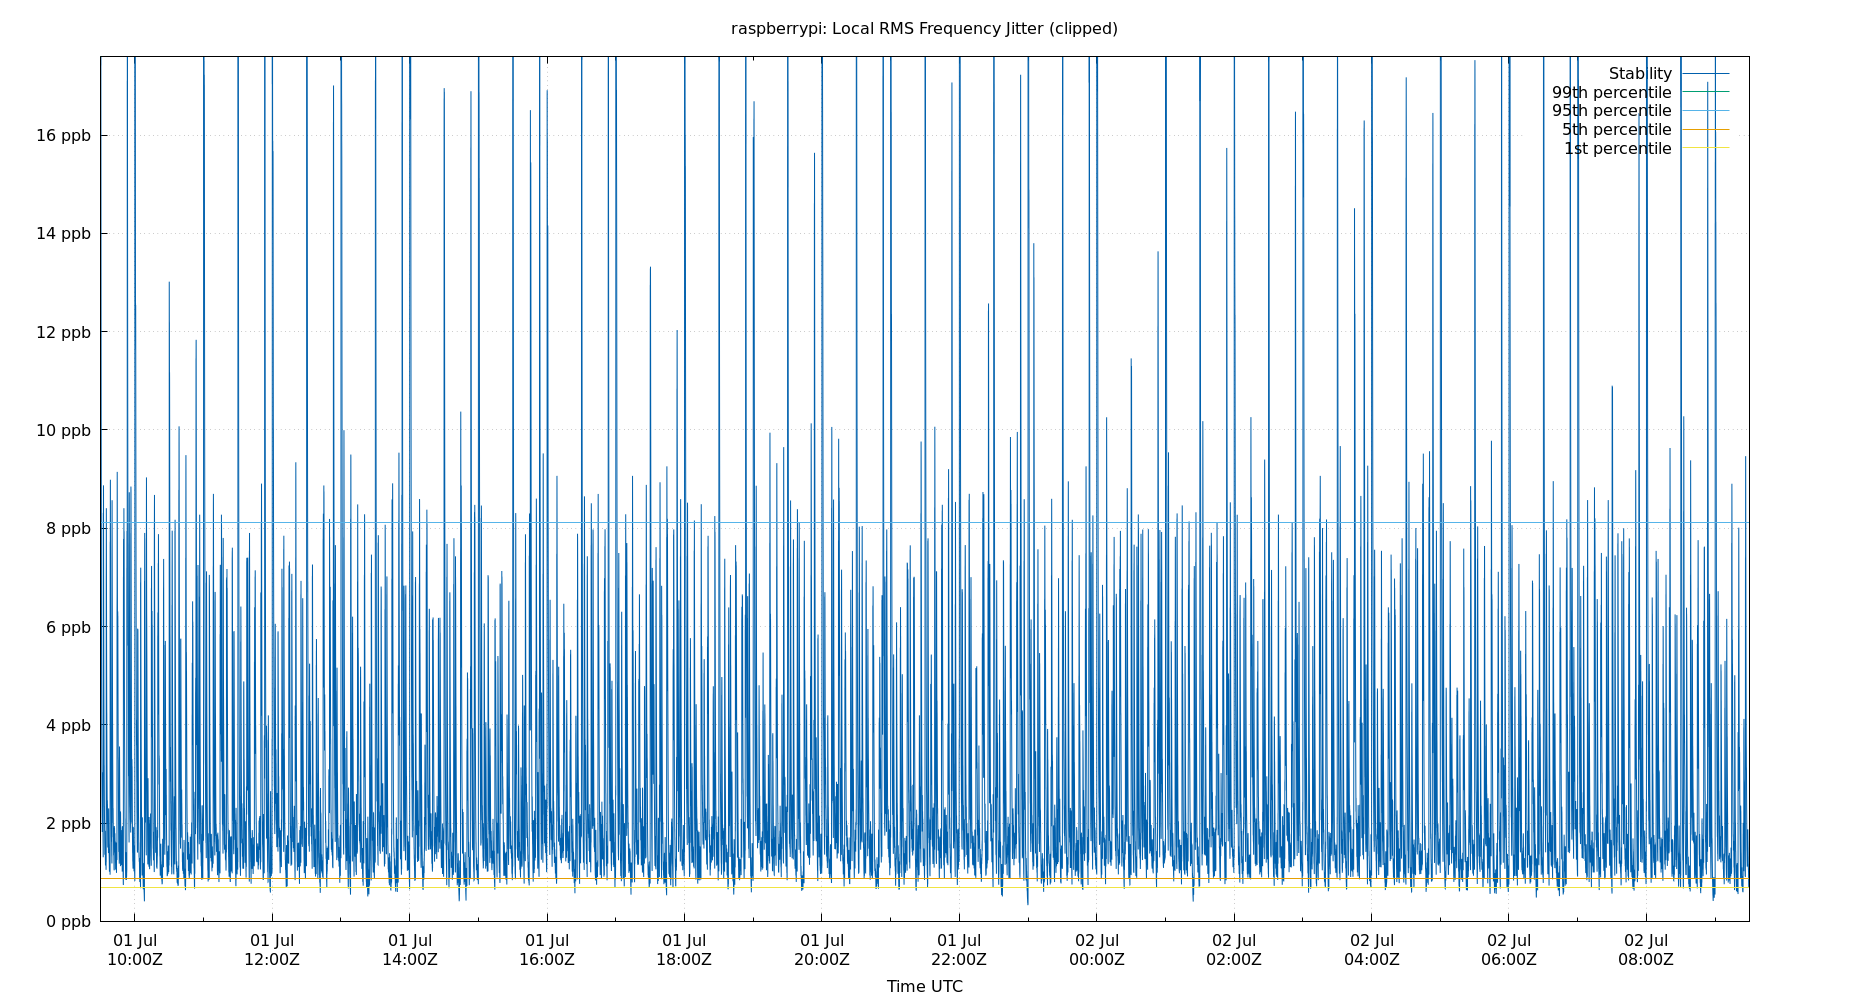 raspberrypi: Local RMS Frequency Jitter (clipped)
Stability
99th percentile
95th percentile
5th percentile
1st percentile
16 ppb
14 ppb
12 ppb
10 ppb
8 ppb
6 ppb
4 ppb
2 ppb
0 ppb
01 Jul 01 Jul 01 Jul 01 Jul 01 Jul 01 Jul 01 Jul 02 Jul 02 Jul 02 Jul 02 Jul 02 Jul
10:00Z 12:00Z 14:00Z 16:00Z 18:00Z 20:00Z 22:00Z 00:00Z 02:00Z 04:00Z 06:00Z 08:00Z
Time UTC